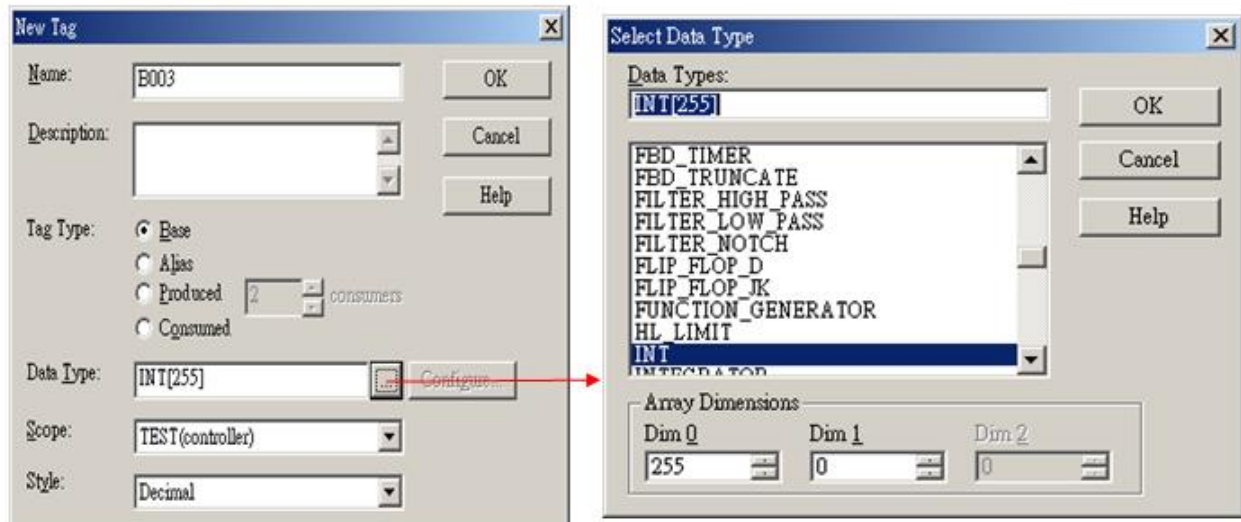 New Tag
Name:
B003
OK
Description:
Cancel
Help
Tag Type:
Base
Alias
Produced
2
consumers
Consumed
Data Type:
INT[255]
...
Configure...
Scope:
TEST(controller)
Style:
Decimal
Select Data Type
Data Types:
INT[255]
OK
FBD_TIMER
Cancel
FBD_TRUNCATE
FILTER_HIGH_PASS
FILTER_LOW_PASS
Help
FILTER_NOTCH
FLIP_FLOP_D
FLIP_FLOP_JK
FUNCTION_GENERATOR
HL_LIMIT
INT
INTEGRATOR
Array Dimensions
Dim 0 Dim 1 Dim 2
255 0 0